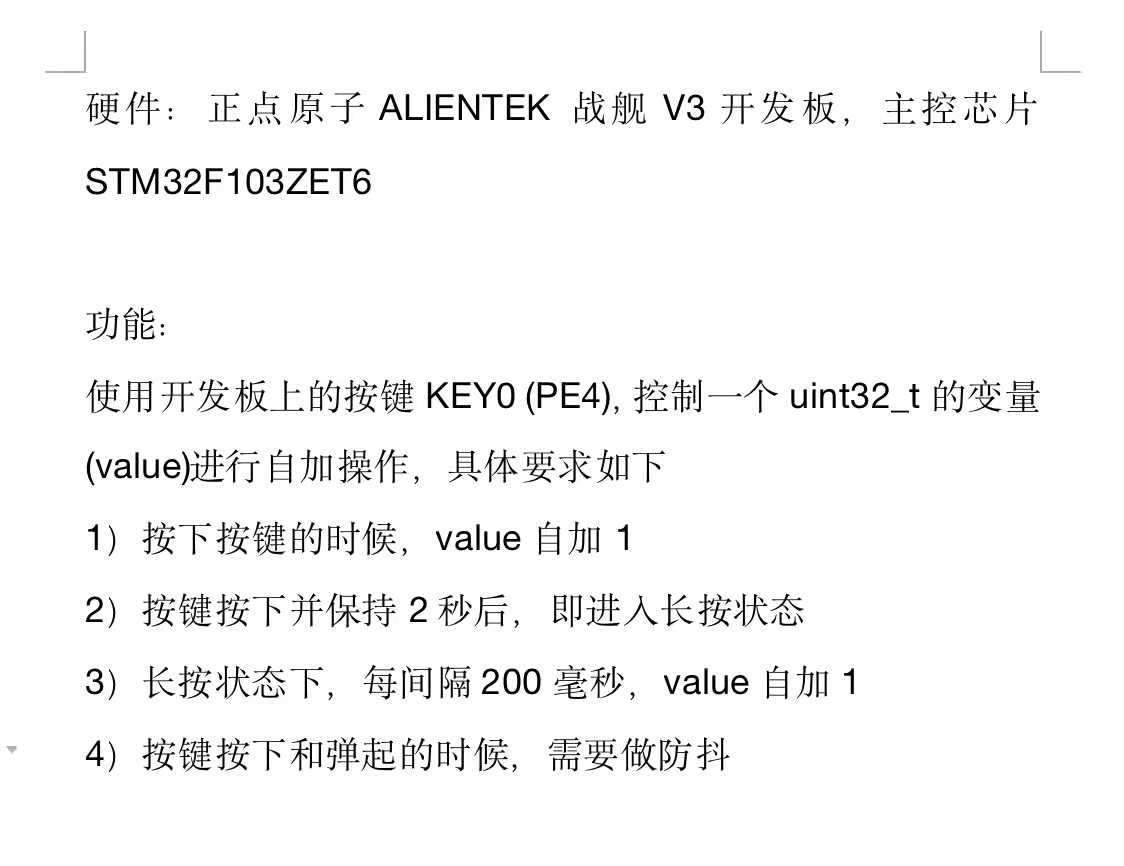 硬件：正点原子 ALIENTEK 战舰 V3 开发板，主控芯片
STM32F103ZET6
功能：
使用开发板上的按键 KEY0 (PE4), 控制一个 uint32_t 的变量
(value)进行自加操作，具体要求如下
1）按下按键的时候，value 自加 1
2）按键按下并保持 2 秒后，即进入长按状态
3）长按状态下，每间隔 200 毫秒，value 自加 1
4）按键按下和弹起的时候，需要做防抖